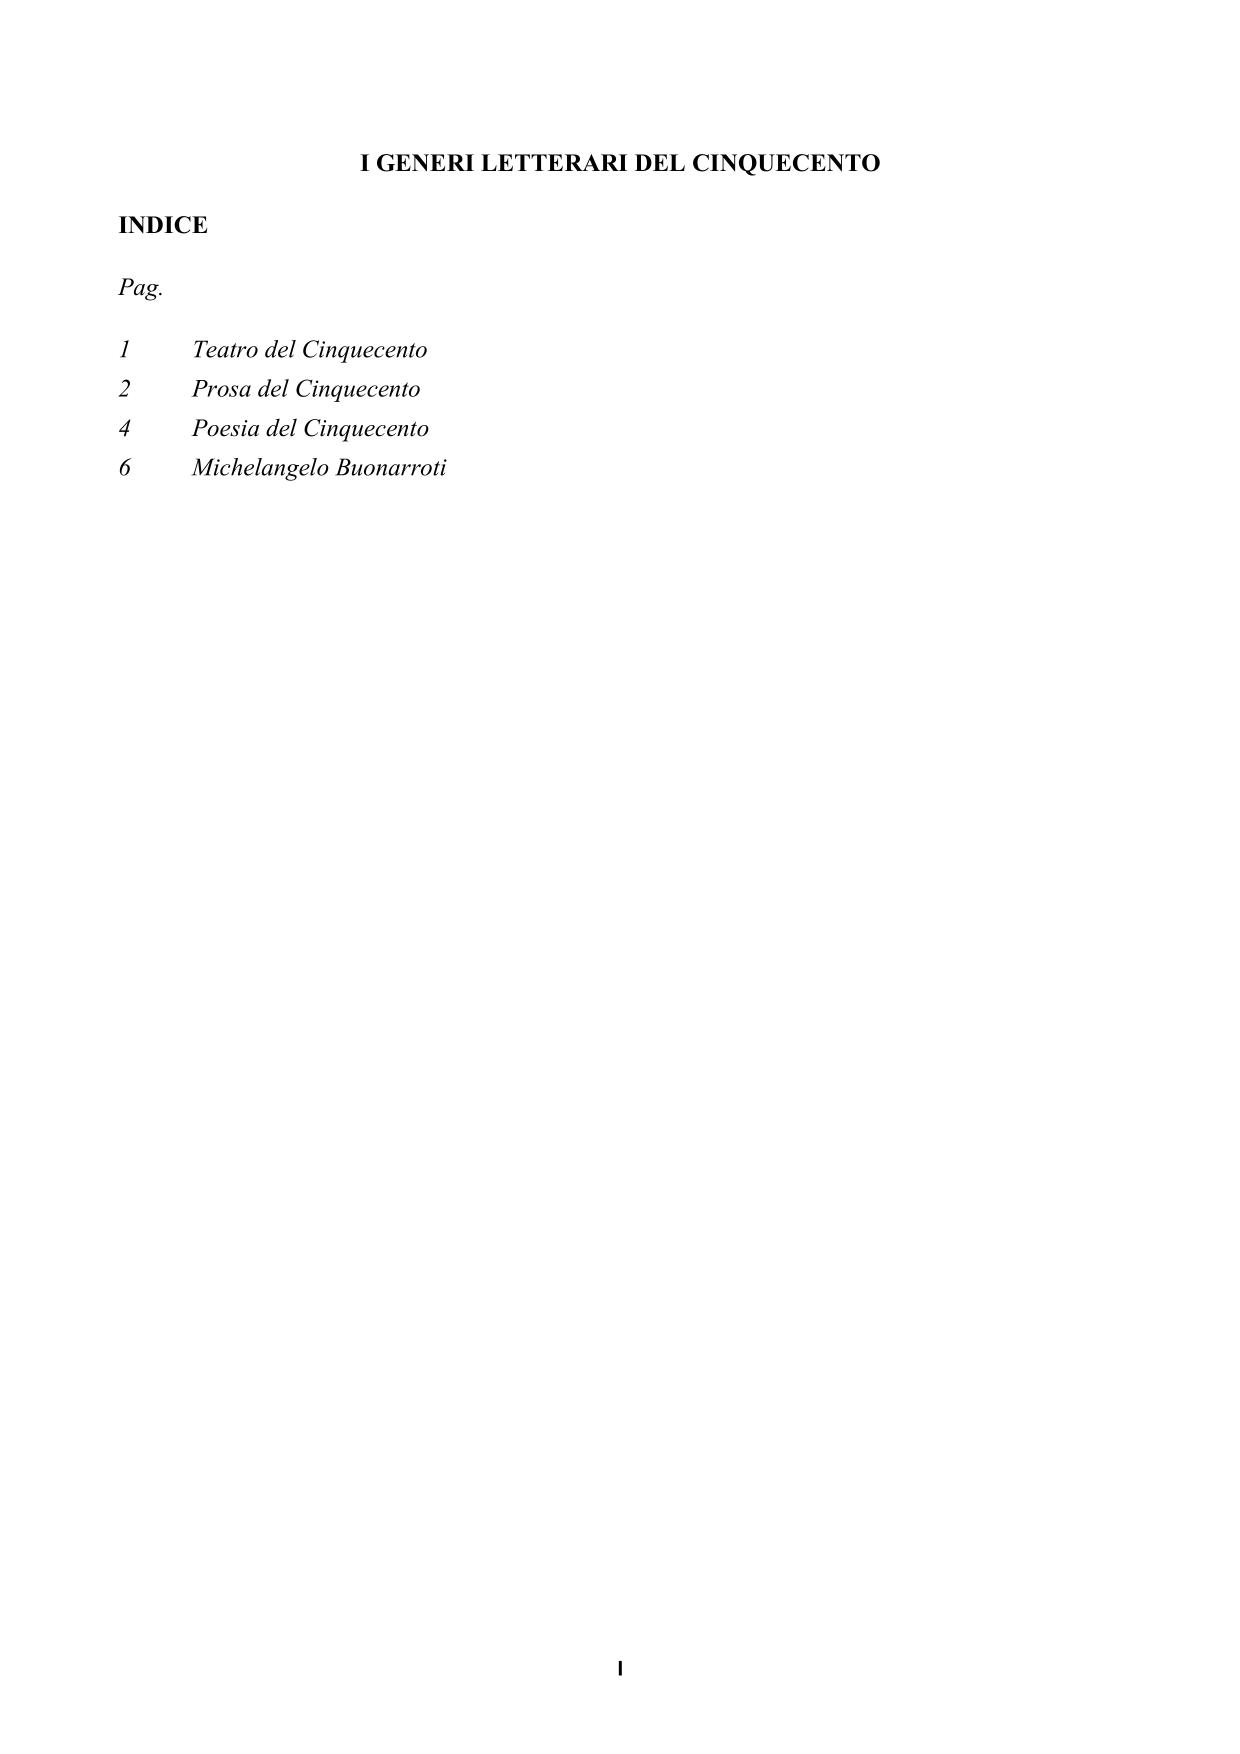 I GENERI LETTERARI DEL CINQUECENTO
INDICE
Pag.
1 Teatro del Cinquecento
2 Prosa del Cinquecento
4 Poesia del Cinquecento
6 Michelangelo Buonarroti
I